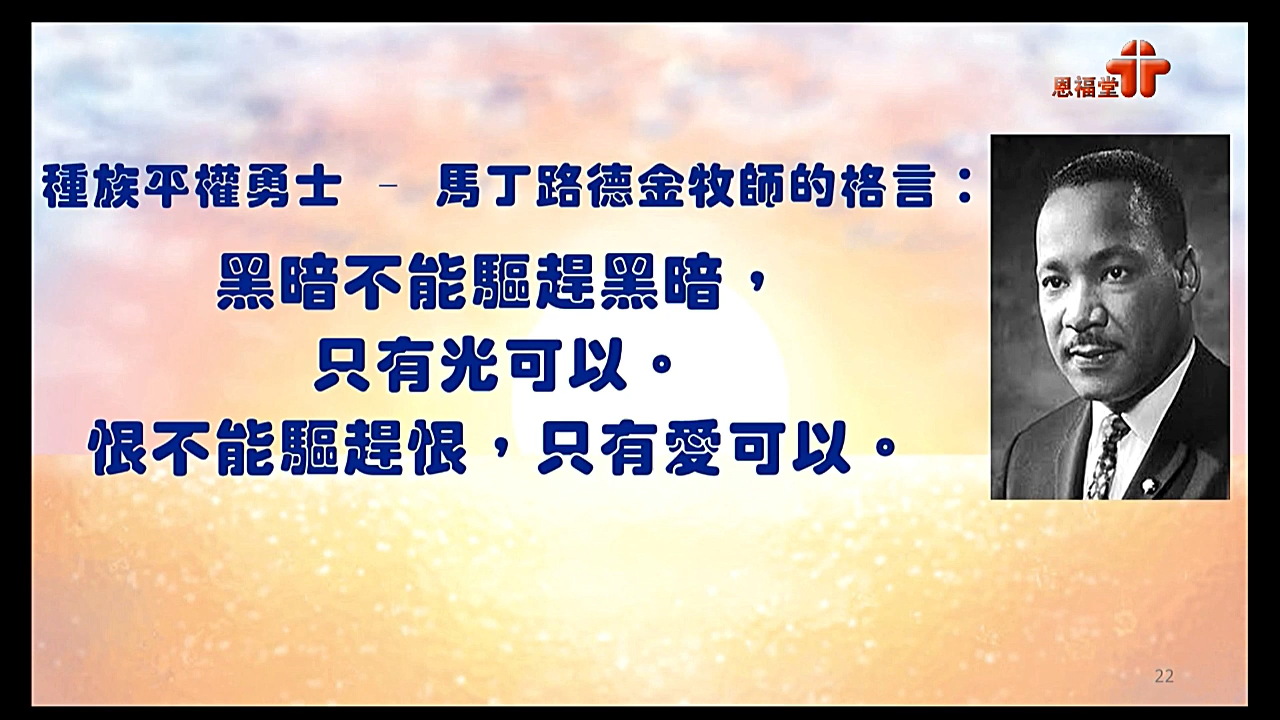 恩福堂
種族平權勇士 – 馬丁路德金牧師的格言：
黑暗不能驅趕黑暗，
只有光可以。
恨不能驅趕恨，只有愛可以。
22